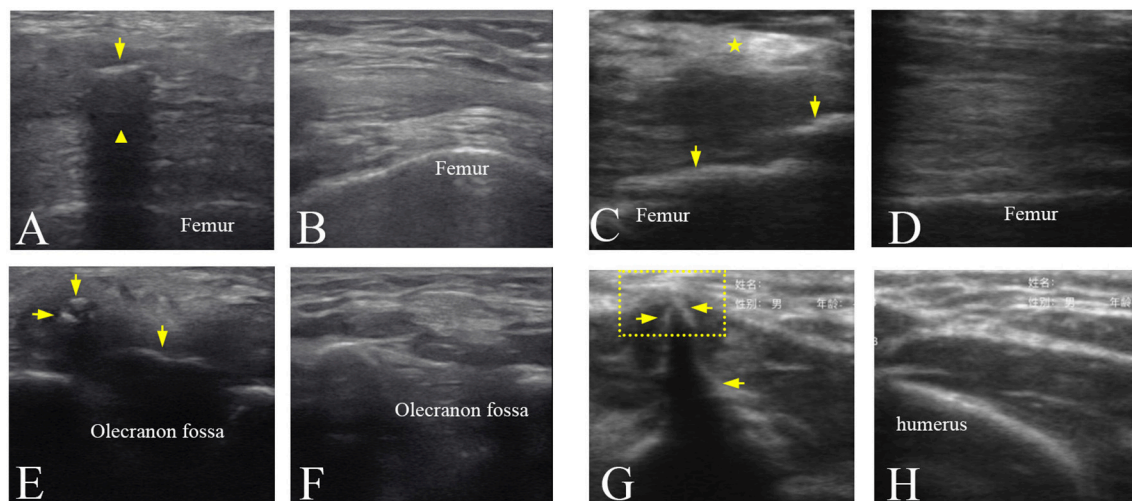 A
Femur
B
Femur
C
Femur
D
Femur
E
Olecranon fossa
F
Olecranon fossa
G
姓名:
性别: 男 年龄:
H
姓名:
性别: 男 年龄:
humerus